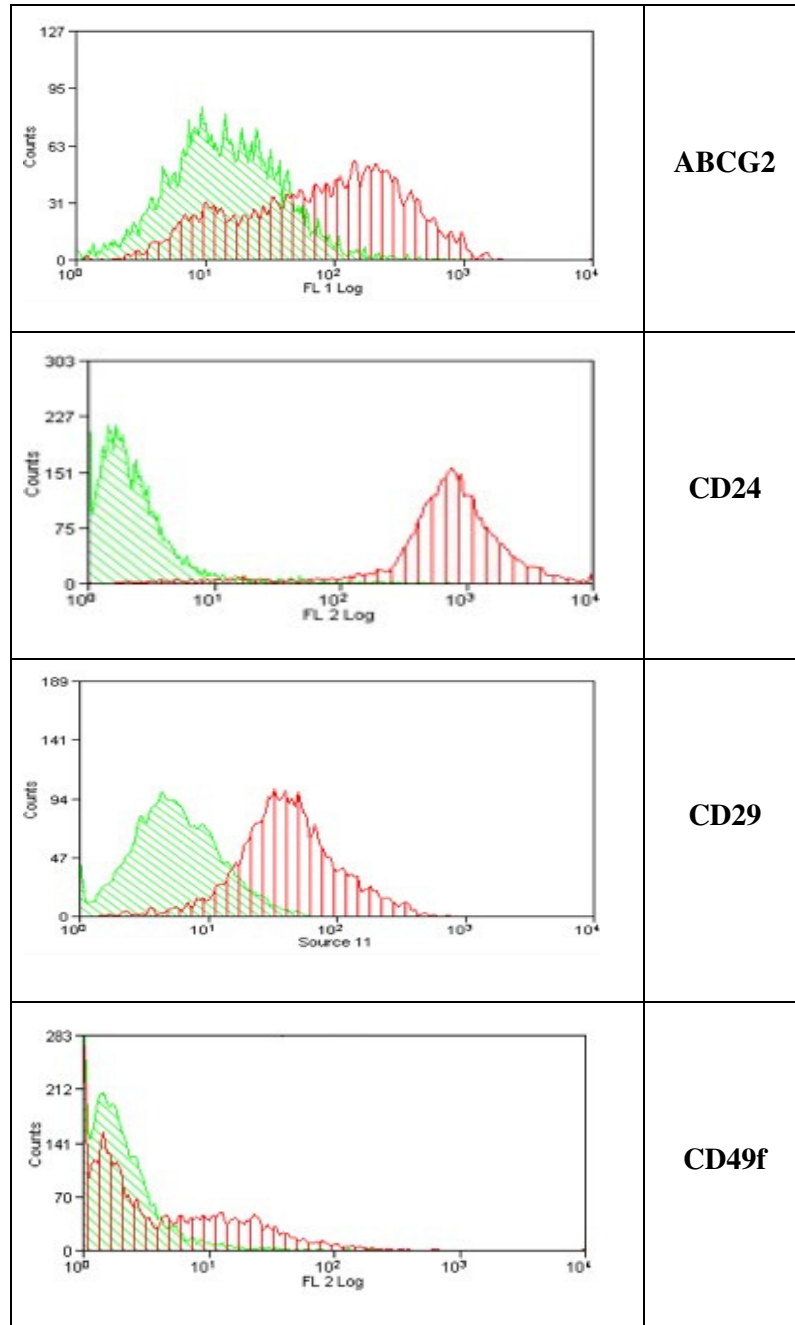 127
95
63
31
0
Counts
10⁰ 10¹ 10² 10³ 10⁴
FL 1 Log
ABCG2
303
227
151
75
0
Counts
10⁰ 10¹ 10² 10³ 10⁴
FL 2 Log
CD24
189
141
94
47
0
Counts
10⁰ 10¹ 10² 10³ 10⁴
Source 11
CD29
283
212
141
70
0
Counts
10⁰ 10¹ 10² 10³ 10⁴
FL 2 Log
CD49f